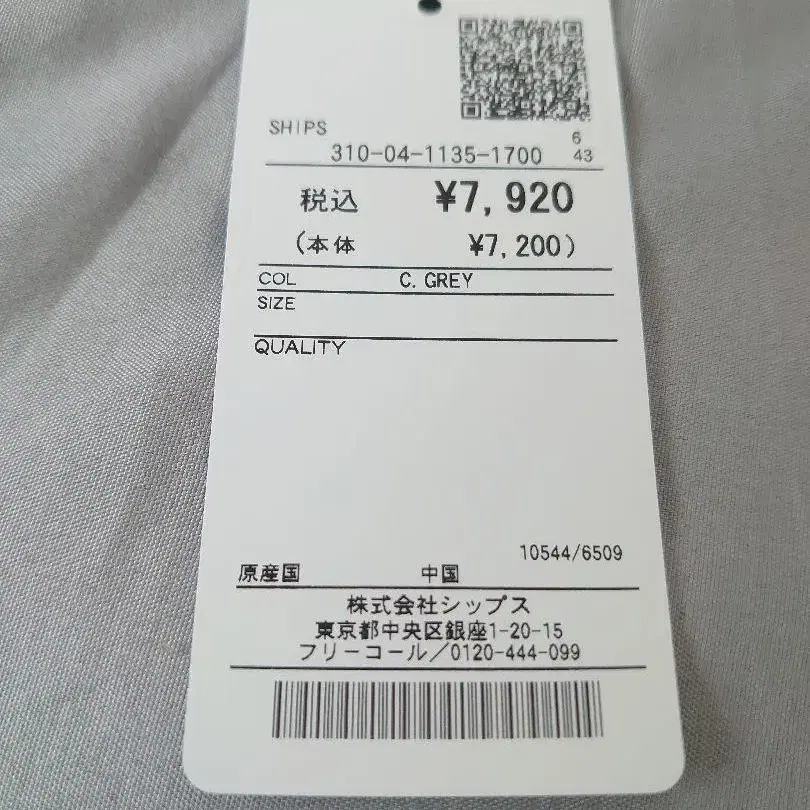 SHIPS
6
310-04-1135-1700 43
税込 ¥7,920
(本体 ¥7,200)
COL C.GREY
SIZE
QUALITY
10544/6509
原産国 中国
株式会社シップス
東京都中央区銀座1-20-15
フリーコール/0120-444-099